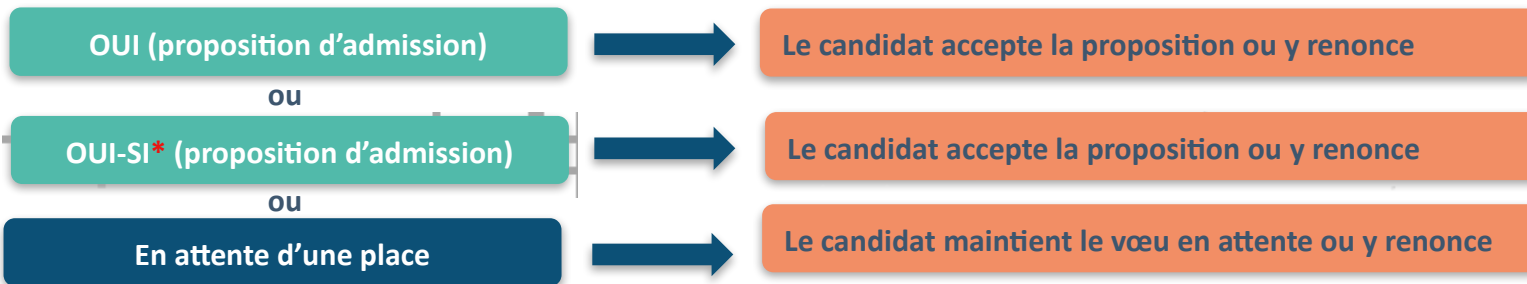 OUI (proposition d’admission)
Le candidat accepte la proposition ou y renonce
ou
OUI-SI* (proposition d’admission)
Le candidat accepte la proposition ou y renonce
ou
En attente d’une place
Le candidat maintient le vœu en attente ou y renonce